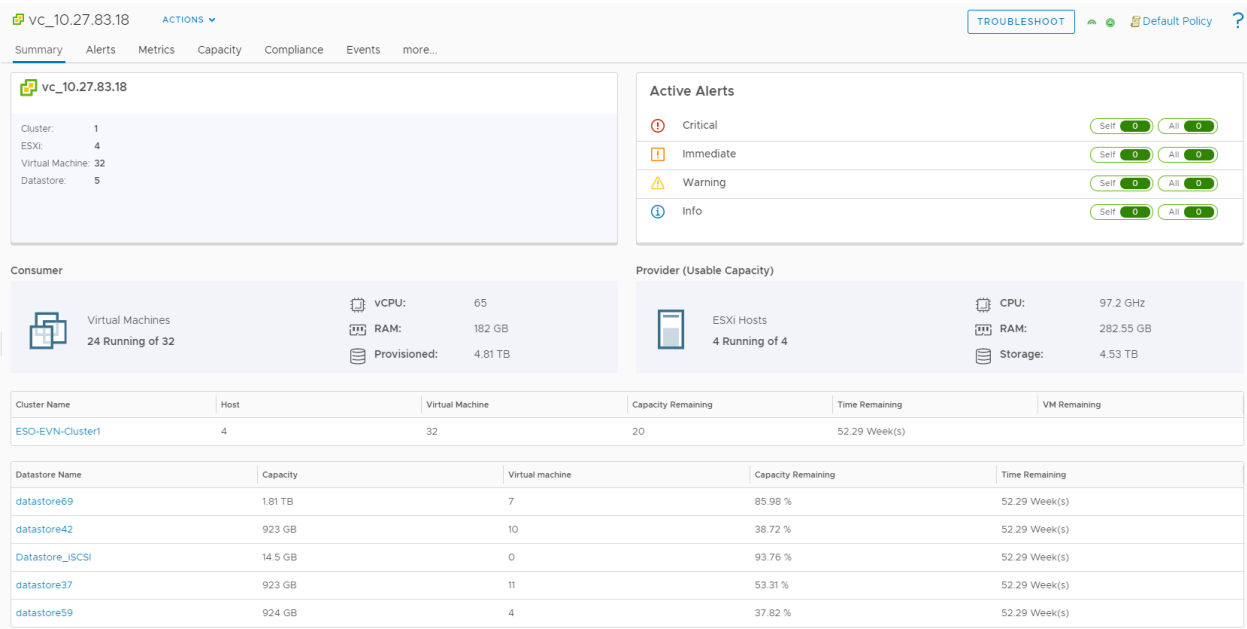 vc_10.27.83.18 ACTIONS TROUBLESHOOT Default Policy ?
Summary Alerts Metrics Capacity Compliance Events more...
vc_10.27.83.18
Cluster: 1
ESXi: 4
Virtual Machine: 32
Datastore: 5
Active Alerts
Critical Self 0 All 0
Immediate Self 0 All 0
Warning Self 0 All 0
Info Self 0 All 0
Consumer
Virtual Machines
24 Running of 32
vCPU: 65
RAM: 182 GB
Provisioned: 4.81 TB
Provider (Usable Capacity)
ESXi Hosts
4 Running of 4
CPU: 97.2 GHz
RAM: 282.55 GB
Storage: 4.53 TB
Cluster Name Host Virtual Machine Capacity Remaining Time Remaining VM Remaining
ESO-EVN-Cluster1 4 32 20 52.29 Week(s)
Datastore Name Capacity Virtual machine Capacity Remaining Time Remaining
datastore69 1.81 TB 7 85.98 % 52.29 Week(s)
datastore42 923 GB 10 38.72 % 52.29 Week(s)
Datastore_iSCSI 14.5 GB 0 93.76 % 52.29 Week(s)
datastore37 923 GB 11 53.31 % 52.29 Week(s)
datastore59 924 GB 4 37.82 % 52.29 Week(s)